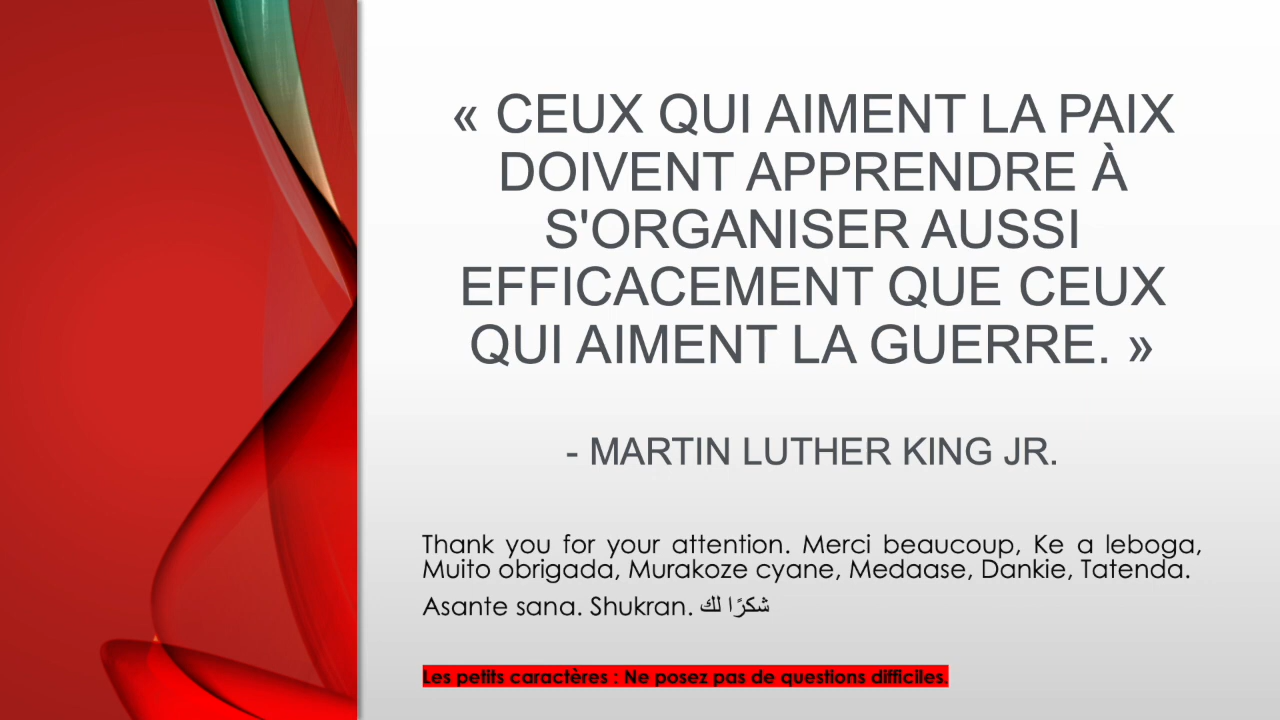 « CEUX QUI AIMENT LA PAIX
DOIVENT APPRENDRE À
S'ORGANISER AUSSI
EFFICACEMENT QUE CEUX
QUI AIMENT LA GUERRE. »
- MARTIN LUTHER KING JR.
Thank you for your attention. Merci beaucoup, Ke a leboga,
Muito obrigada, Murakoze cyane, Medaase, Dankie, Tatenda.
Asante sana. Shukran. شكرًا لك
Les petits caractères : Ne posez pas de questions difficiles.